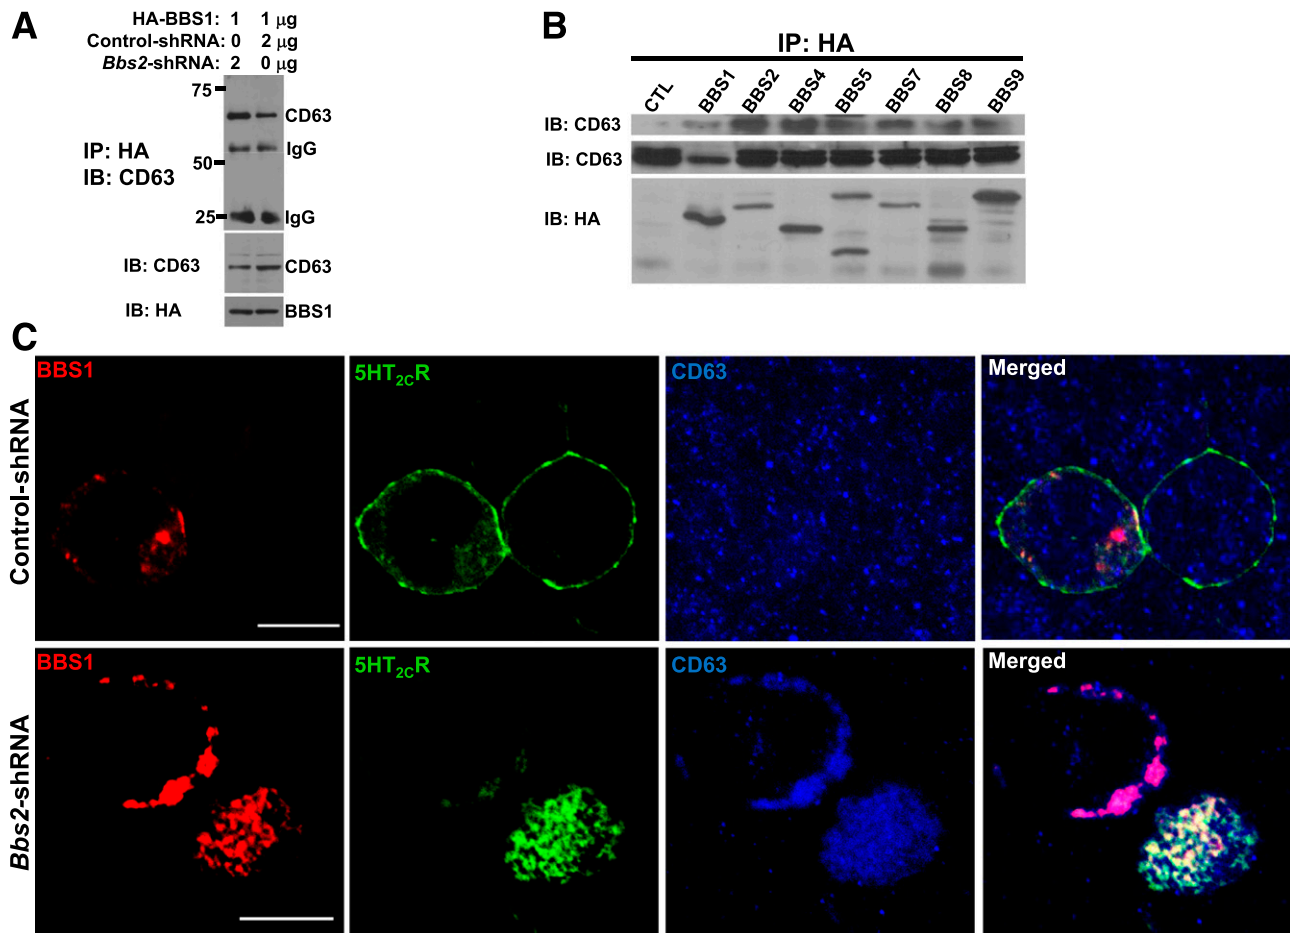 A
HA-BBS1: 1 1 µg
Control-shRNA: 0 2 µg
Bbs2-shRNA: 2 0 µg
75
CD63
IP: HA
IB: CD63
IgG
50
25
IgG
IB: CD63
CD63
IB: HA
BBS1
B
IP: HA
CTL BBS1 BBS2 BBS4 BBS5 BBS7 BBS8 BBS9
IB: CD63
IB: CD63
IB: HA
C
Control-shRNA
BBS1
5HT2CR
CD63
Merged
Bbs2-shRNA
BBS1
5HT2CR
CD63
Merged